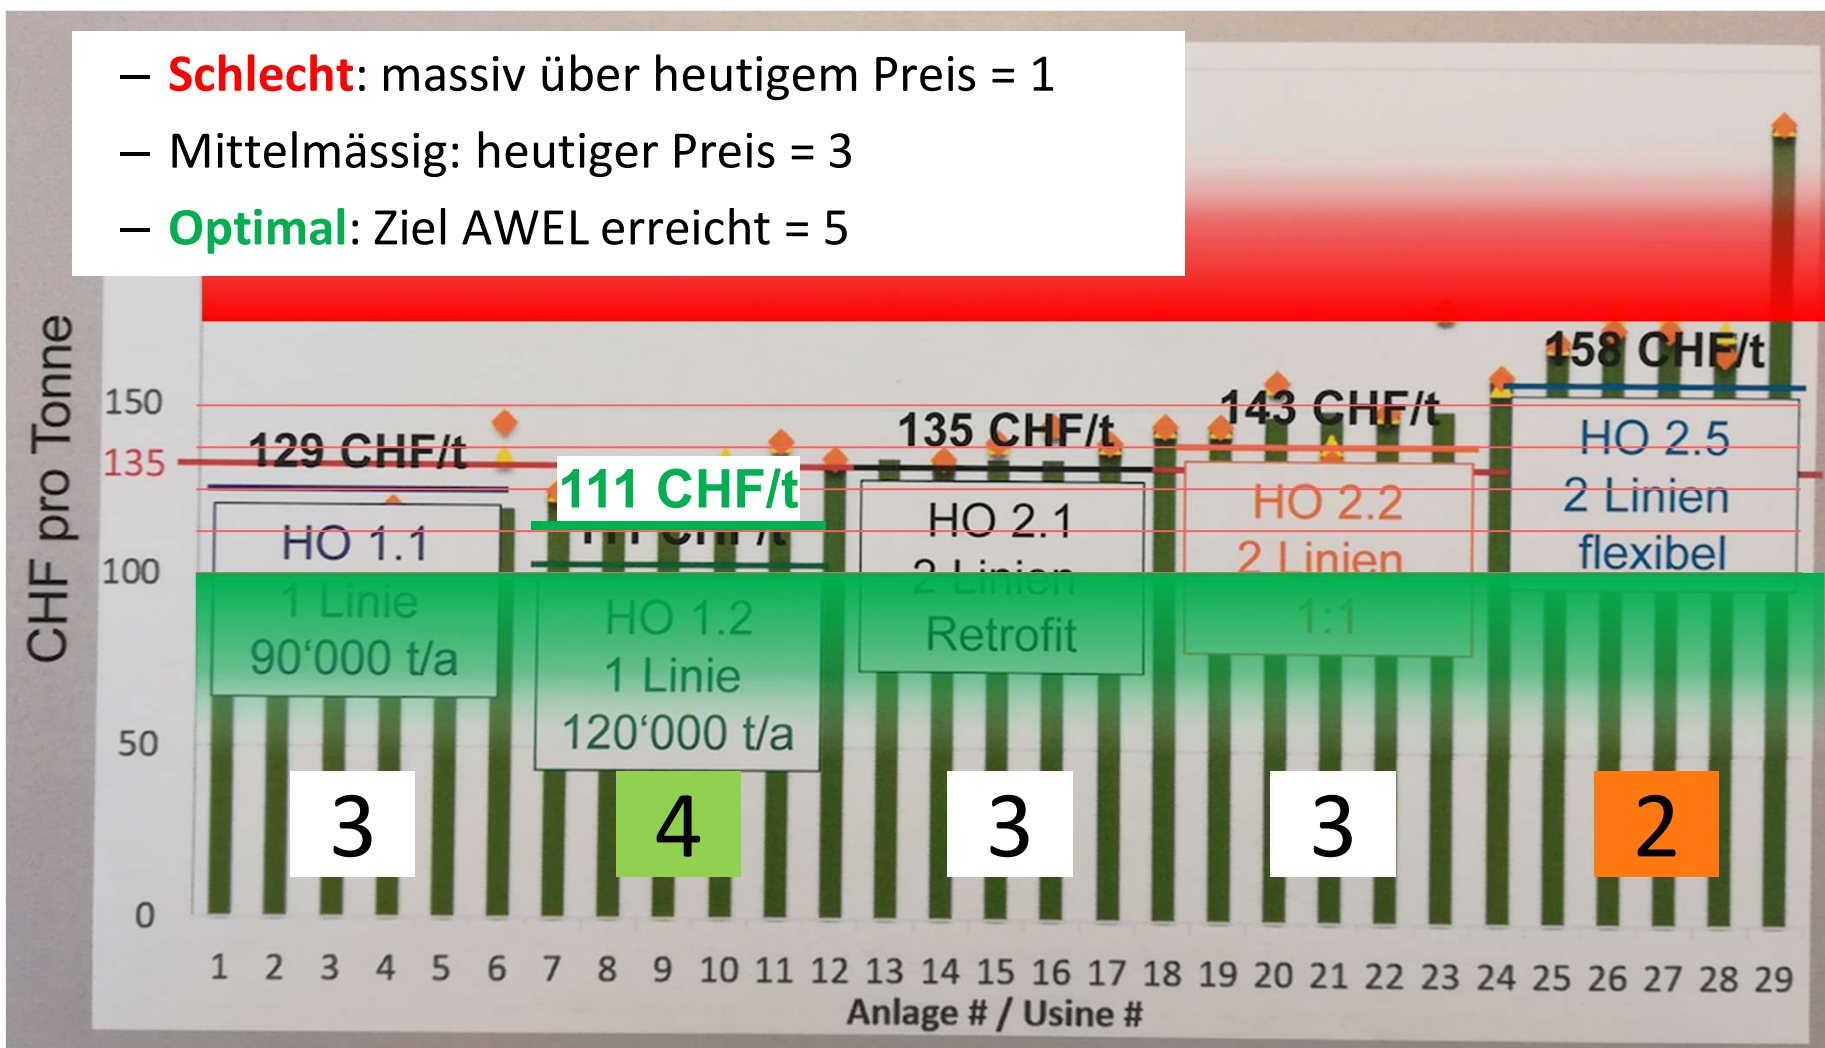 – Schlecht: massiv über heutigem Preis = 1
– Mittelmässig: heutiger Preis = 3
– Optimal: Ziel AWEL erreicht = 5
CHF pro Tonne
150
135
100
50
0
129 CHF/t
HO 1.1
1 Linie
90‘000 t/a
3
111 CHF/t
111 CHF/t
HO 1.2
1 Linie
120‘000 t/a
4
135 CHF/t
HO 2.1
2 Linien
Retrofit
3
143 CHF/t
HO 2.2
2 Linien
1:1
3
158 CHF/t
HO 2.5
2 Linien
flexibel
2
1 2 3 4 5 6 7 8 9 10 11 12 13 14 15 16 17 18 19 20 21 22 23 24 25 26 27 28 29
Anlage # / Usine #